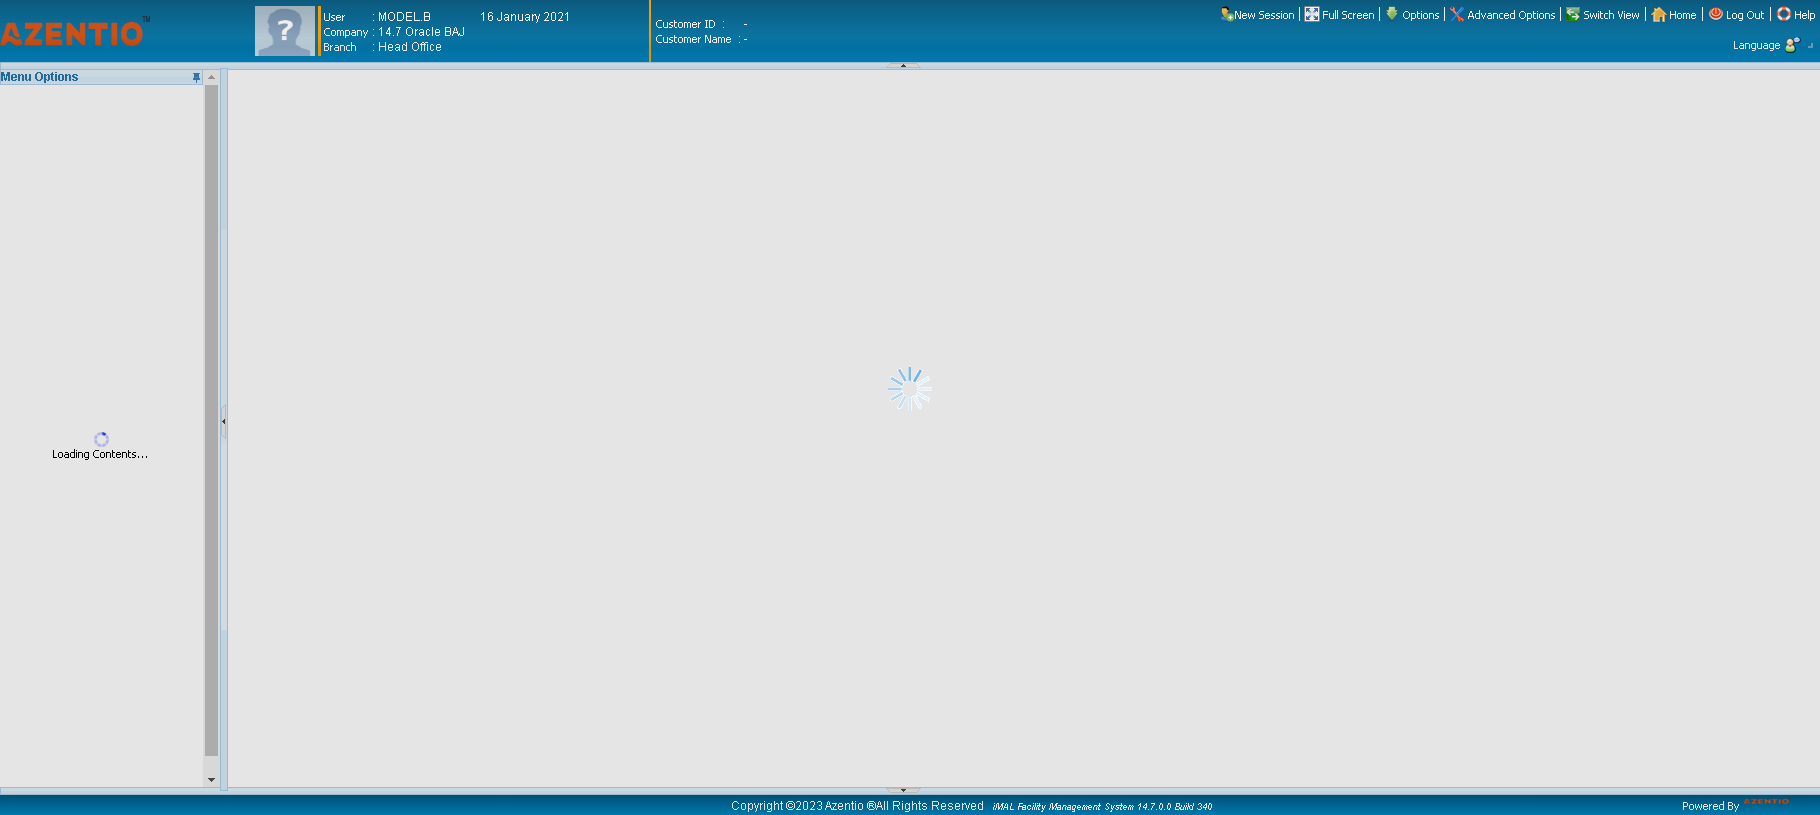 AZENTIO™
User : MODEL.B 16 January 2021
Company : 14.7 Oracle BAJ
Branch : Head Office
Customer ID : -
Customer Name : -
New Session | Full Screen | Options | Advanced Options | Switch View | Home | Log Out | Help
Language
Menu Options
Loading Contents...
Copyright ©2023 Azentio ®All Rights Reserved iMAL Facility Management System 14.7.0.0 Build 340
Powered By AZENTIO